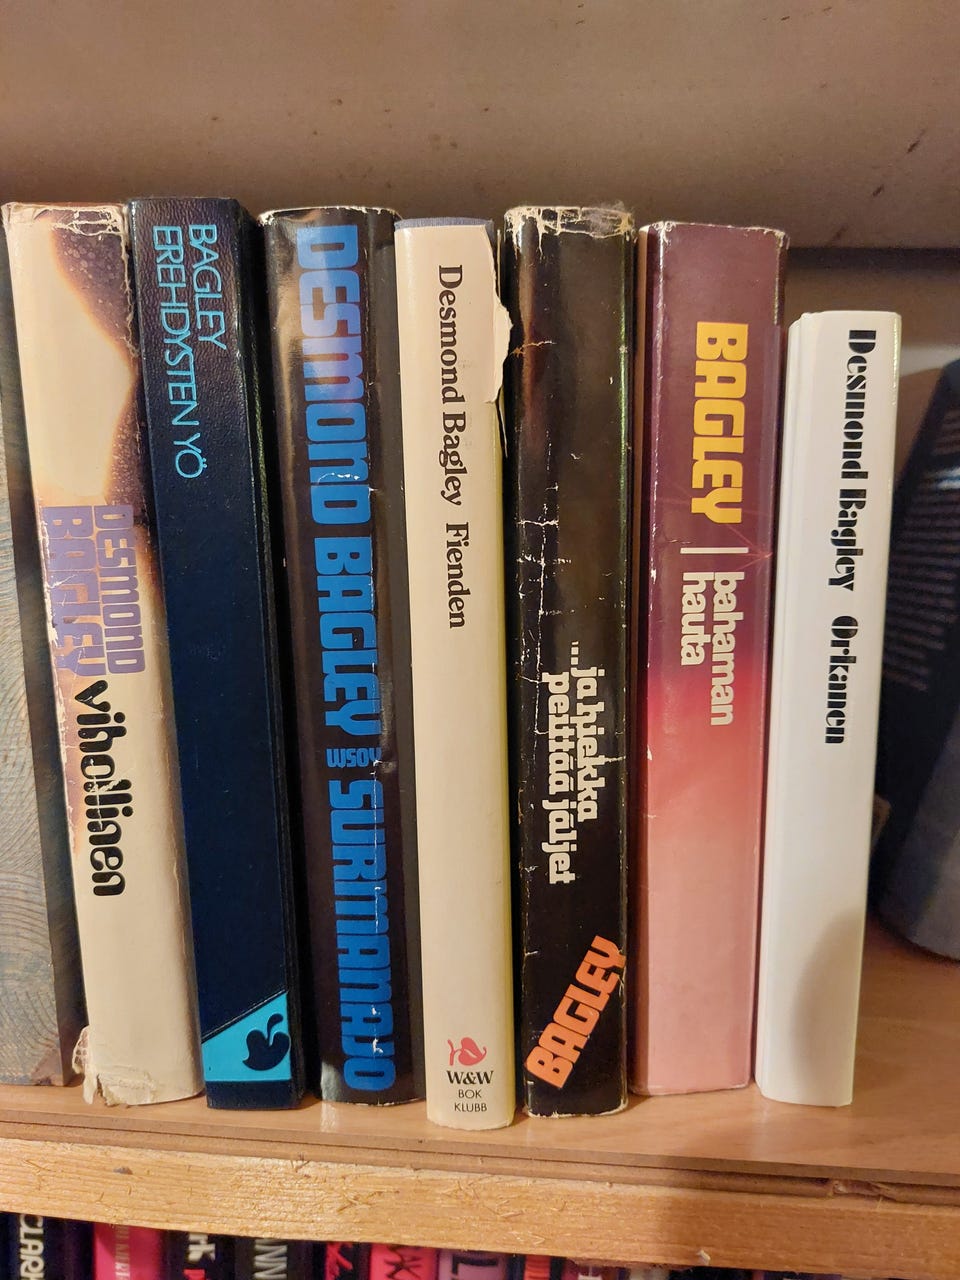 DESMOND
BAGLEY
vihollinen
BAGLEY
EREHDYSTEN YÖ
DESMOND BAGLEY WSOY SURMANAJO
Desmond Bagley Fienden
W&W
BOK
KLUBB
...ja hiekka
peittää jäljet
BAGLEY
BAGLEY
bahaman
hauta
Desmond Bagley Orkanen
CLARK